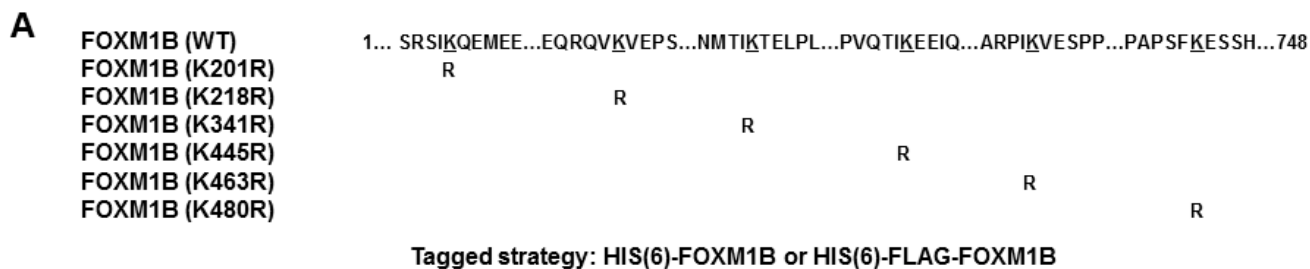 A
FOXM1B (WT) 1... SRSIKQEMEE...EQRQVKVEPS...NMTIKTELPL...PVQTIKEEIQ...ARPIKVESPP...PAPSFKESSH...748
FOXM1B (K201R) R
FOXM1B (K218R) R
FOXM1B (K341R) R
FOXM1B (K445R) R
FOXM1B (K463R) R
FOXM1B (K480R) R
Tagged strategy: HIS(6)-FOXM1B or HIS(6)-FLAG-FOXM1B